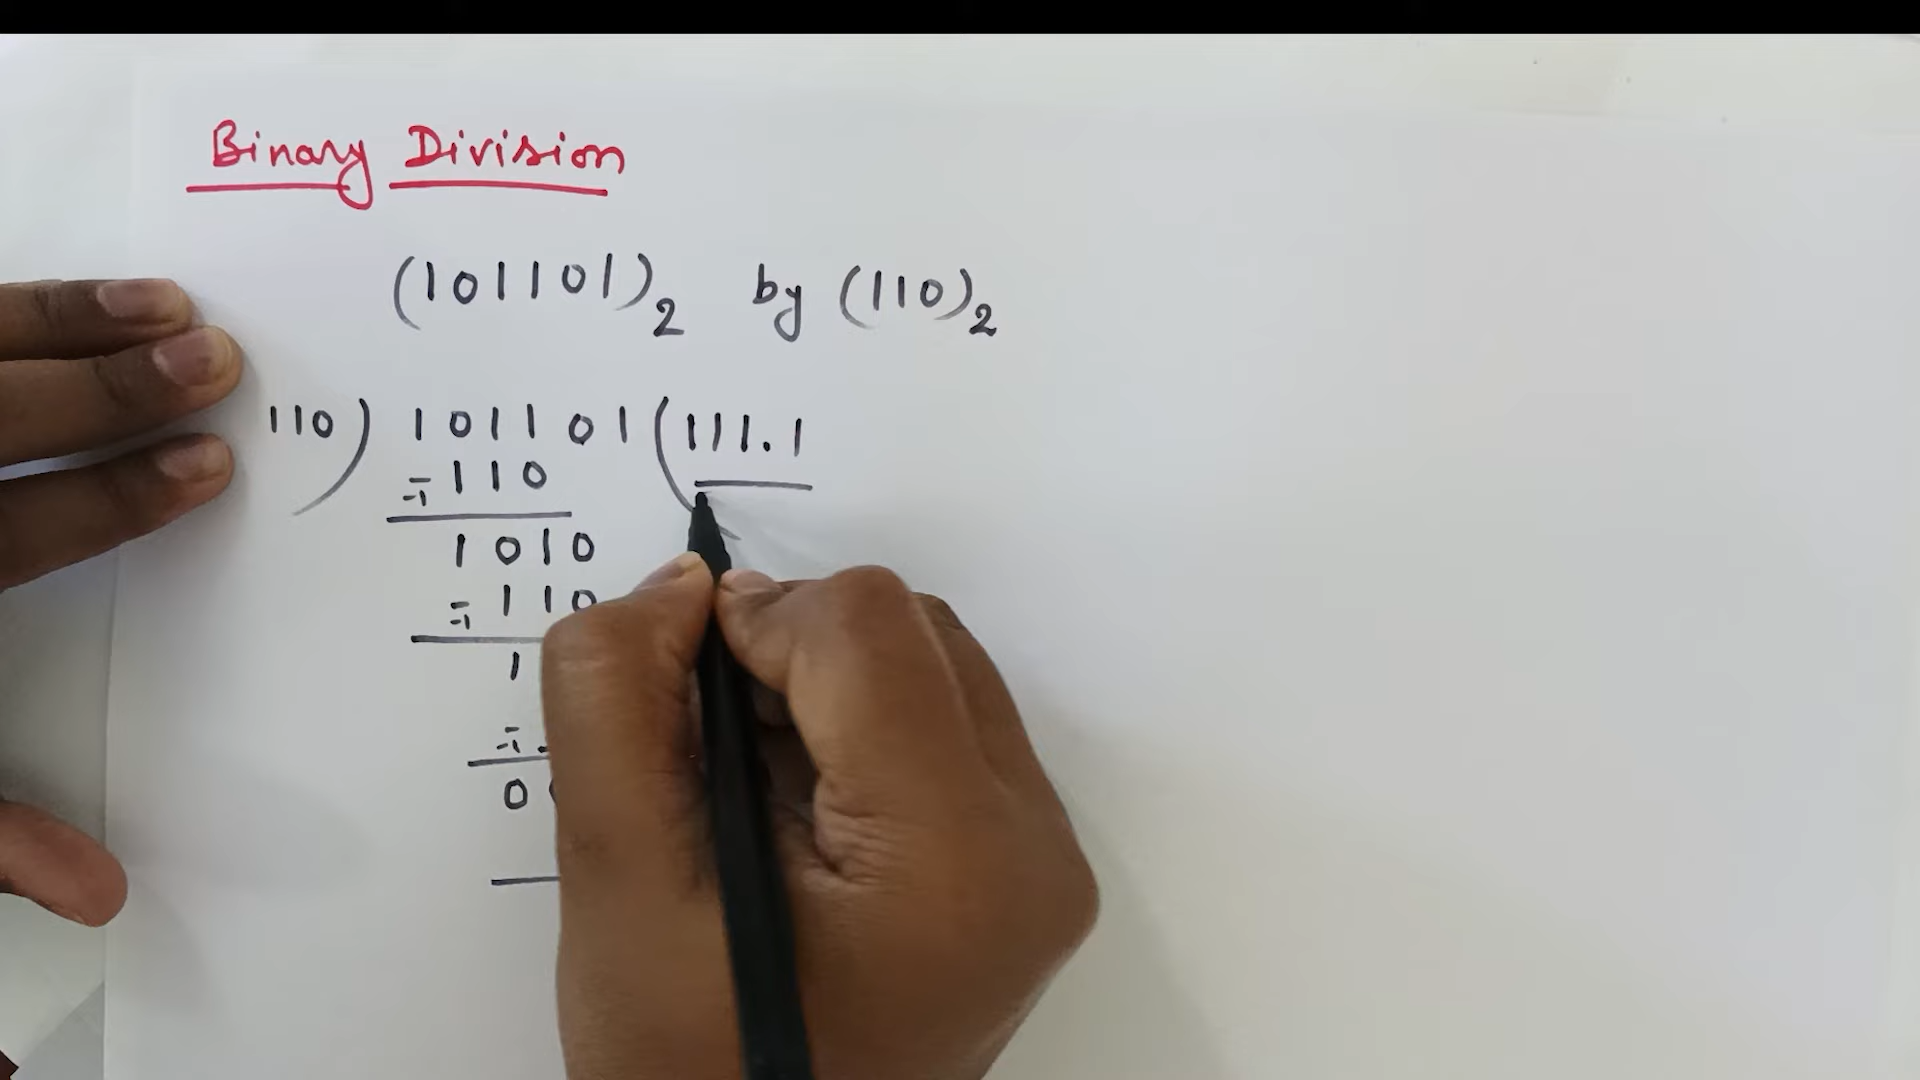 Binary Division
(101101)2 by (110)2
110) 101101 (111.1
- 110
1010
- 110
1
-
0